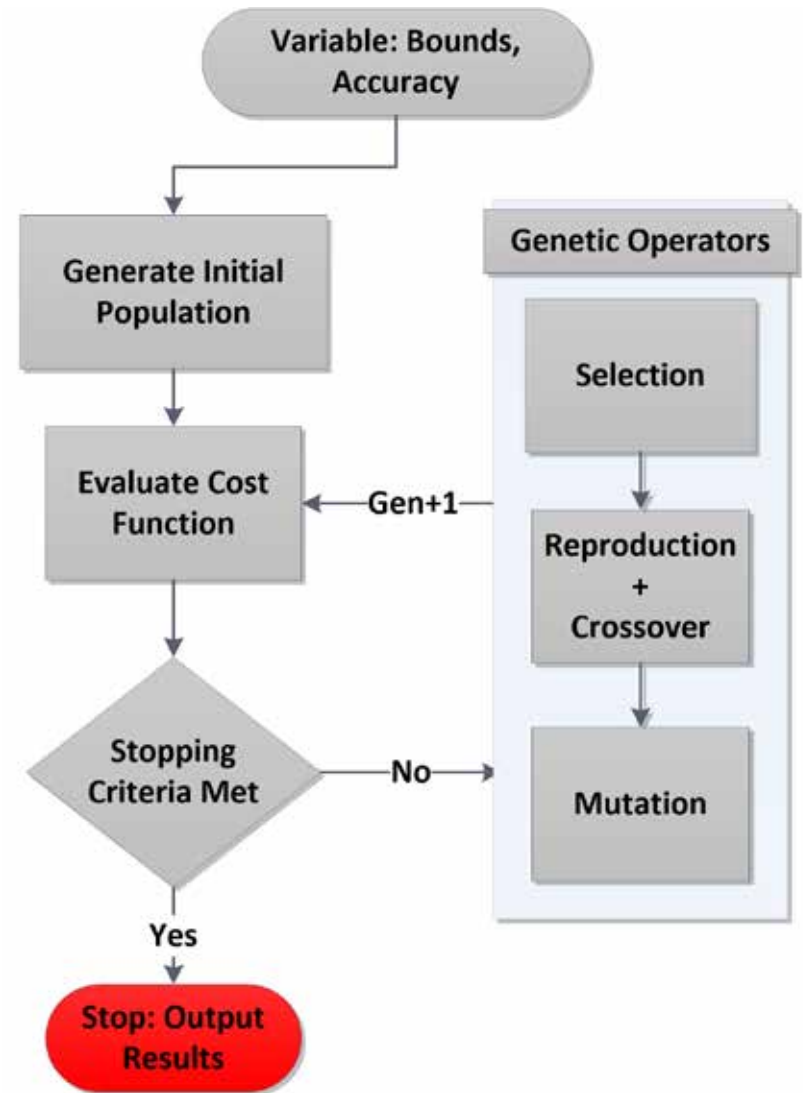 Variable: Bounds,
Accuracy
Generate Initial
Population
Evaluate Cost
Function
Stopping
Criteria Met
Yes
Stop: Output
Results
No
Gen+1
Genetic Operators
Selection
Reproduction
+
Crossover
Mutation